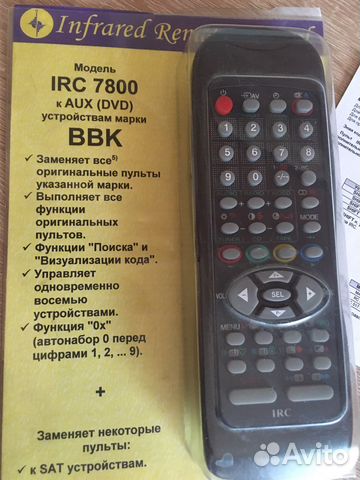 Infrared Rem
Модель
IRC 7800
к AUX (DVD)
устройствам марки
BBK
✓ Заменяет все⁵⁾
оригинальные пульты
указанной марки.
✓ Выполняет все
функции
оригинальных
пультов.
✓ Функции "Поиска" и
"Визуализации кода".
✓ Управляет
одновременно
восемью
устройствами.
✓ Функция "0x"
(автонабор 0 перед
цифрами 1, 2, ... 9).
+
Заменяет некоторые
пульты:
✓ к SAT устройствам.
AV
1 2 3 4
5 6 7 8
9 0 -/--
MODE
VOL
SEL
MENU
IRC
Avito